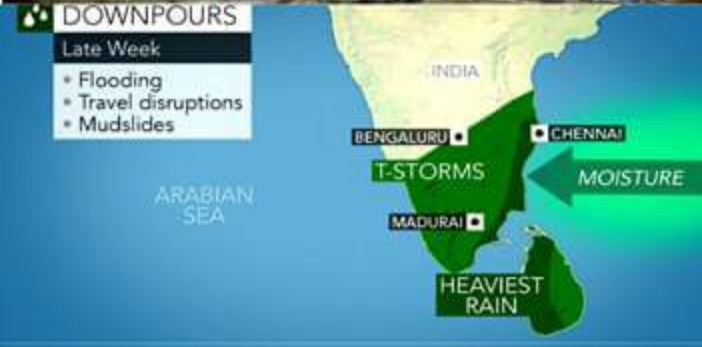 DOWNPOURS
Late Week
• Flooding
• Travel disruptions
• Mudslides
INDIA
BENGALURU
CHENNAI
T-STORMS
MOISTURE
ARABIAN
SEA
MADURAI
HEAVIEST
RAIN